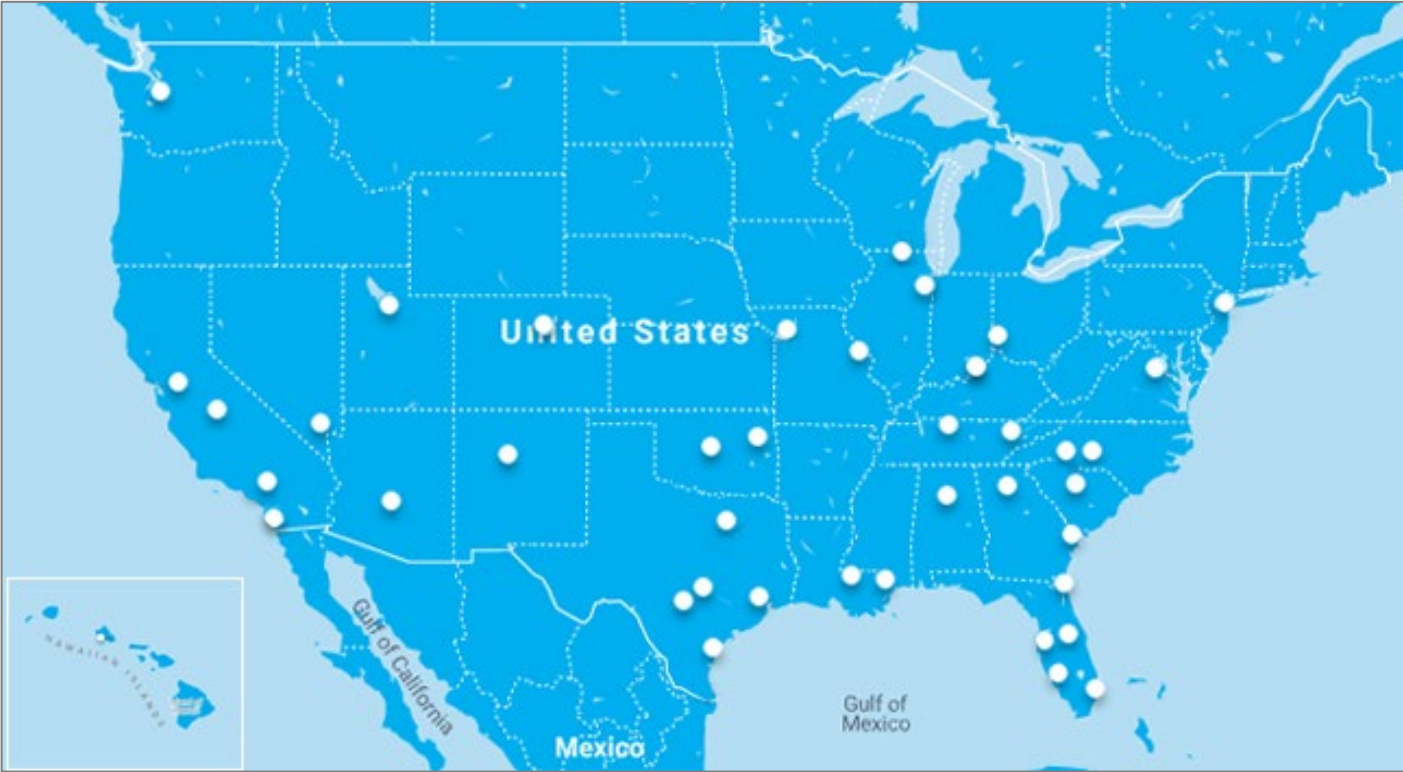 United States
Gulf of California
HAWAIIAN ISLANDS
Gulf of
Mexico
Mexico